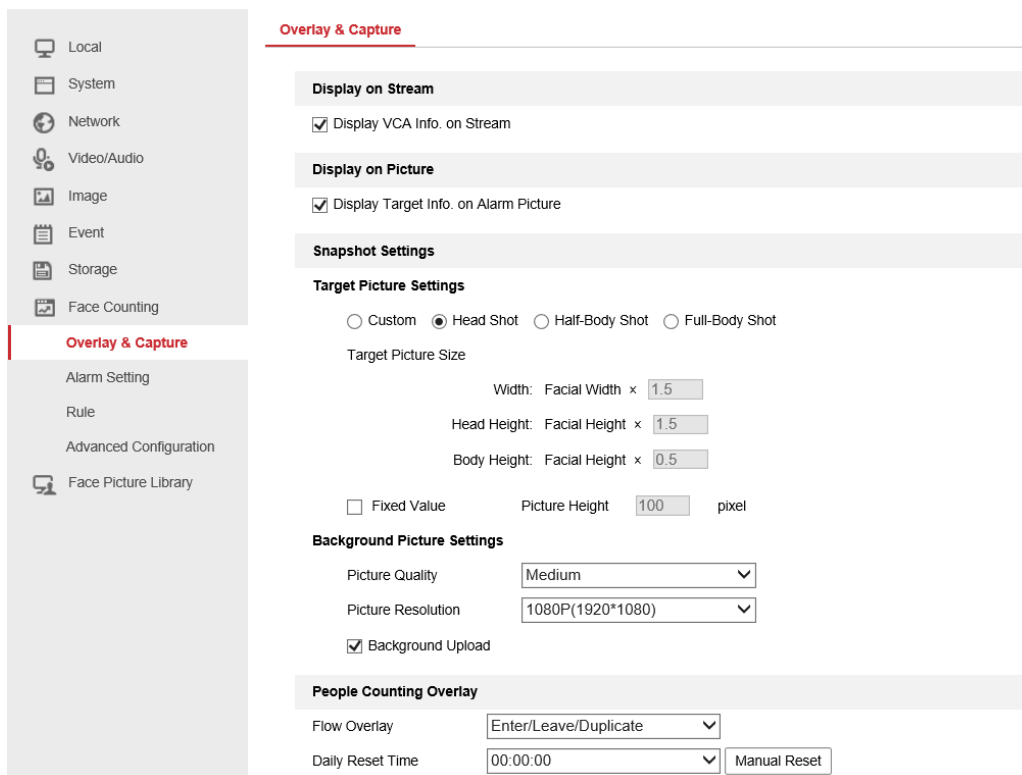 Local
System
Network
Video/Audio
Image
Event
Storage
Face Counting
Overlay & Capture
Alarm Setting
Rule
Advanced Configuration
Face Picture Library
Overlay & Capture
Display on Stream
Display VCA Info. on Stream
Display on Picture
Display Target Info. on Alarm Picture
Snapshot Settings
Target Picture Settings
Custom Head Shot Half-Body Shot Full-Body Shot
Target Picture Size
Width: Facial Width × 1.5
Head Height: Facial Height × 1.5
Body Height: Facial Height × 0.5
Fixed Value Picture Height 100 pixel
Background Picture Settings
Picture Quality Medium
Picture Resolution 1080P(1920*1080)
Background Upload
People Counting Overlay
Flow Overlay Enter/Leave/Duplicate
Daily Reset Time 00:00:00 Manual Reset